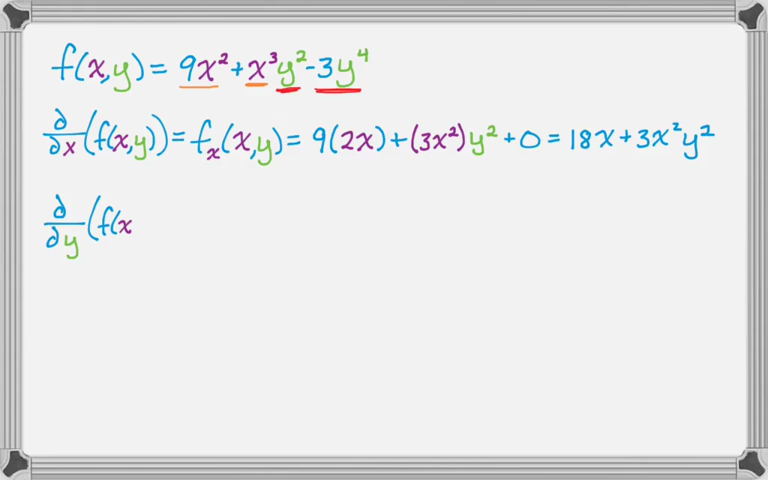 f(x,y) = 9x² + x³y² - 3y⁴
∂/∂x (f(x,y)) = fₓ(x,y) = 9(2x) + (3x²)y² + 0 = 18x + 3x²y²
∂/∂y (f(x